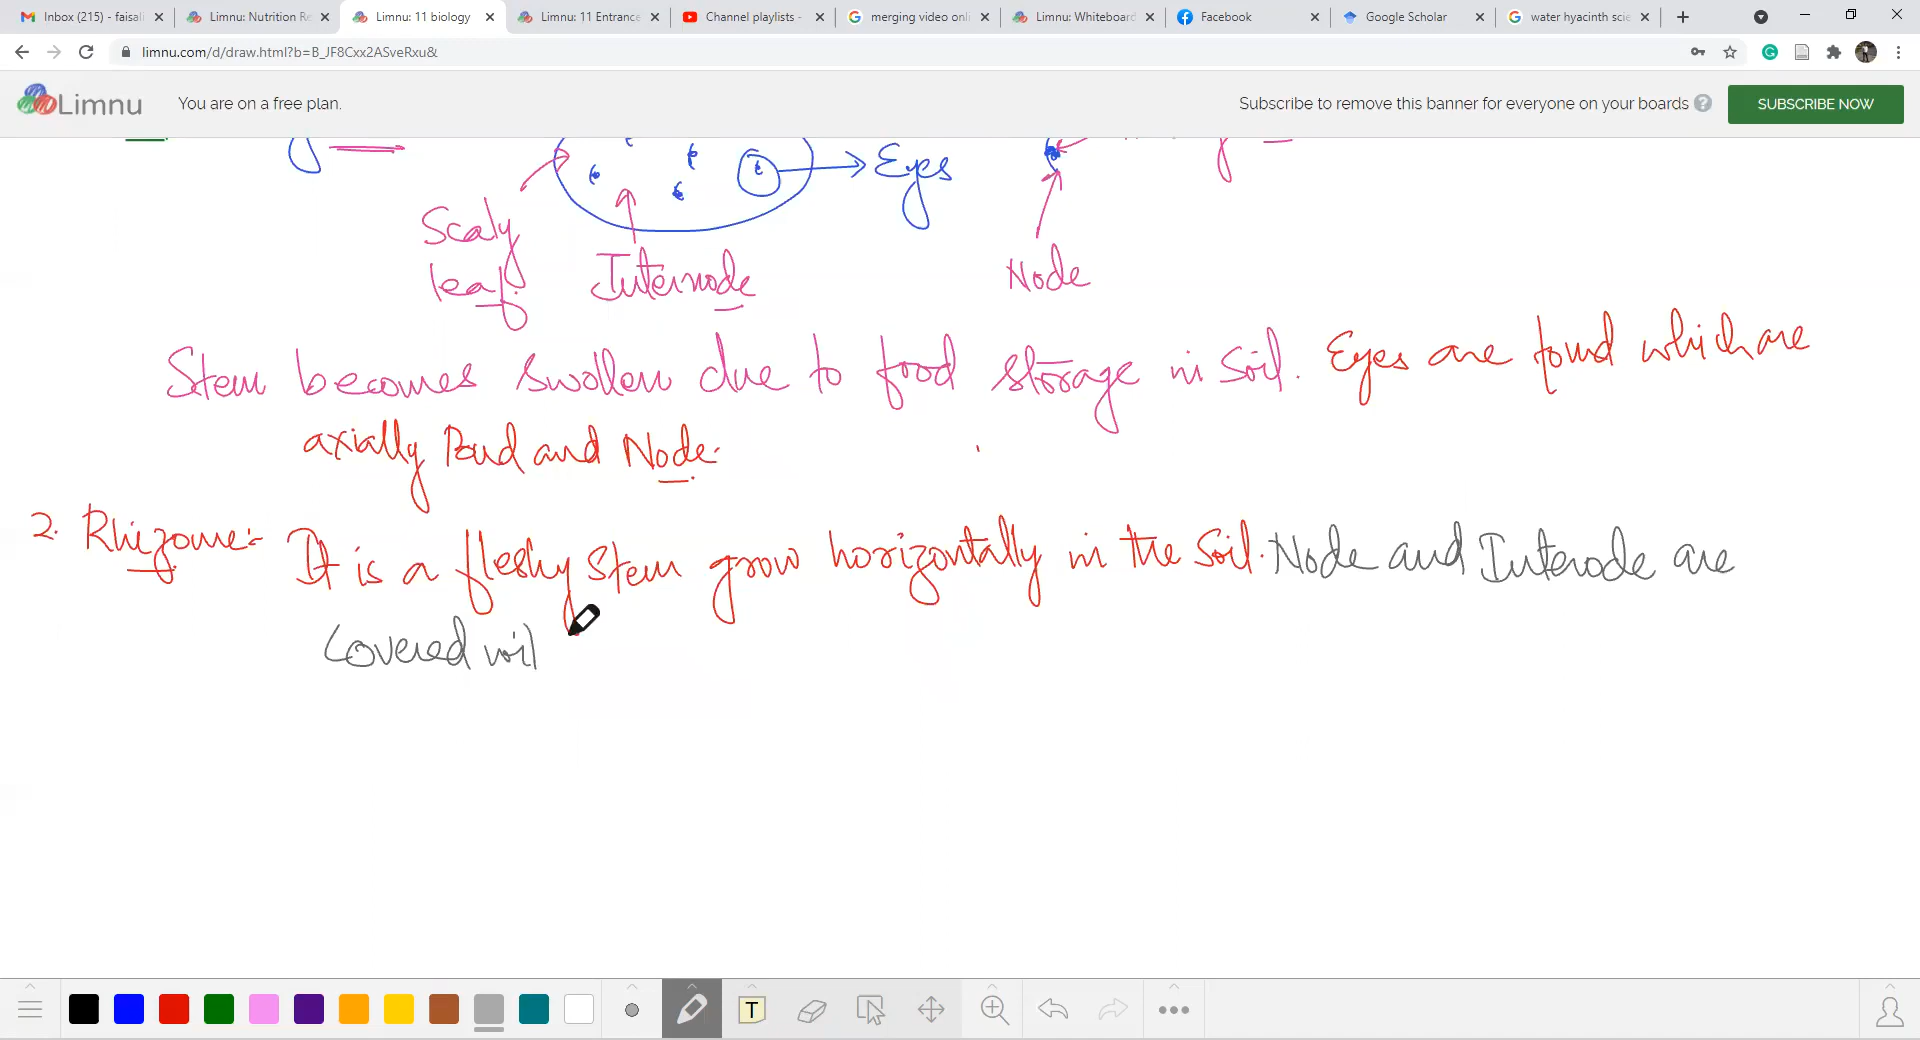 Inbox (215) - faisali
Limnu: Nutrition Re
Limnu: 11 biology
Limnu: 11 Entrance
Channel playlists -
merging video onli
Limnu: Whiteboard
Facebook
Google Scholar
water hyacinth scie
limnu.com/d/draw.html?b=B_JF8Cxx2ASveRxu&
Limnu
You are on a free plan.
Subscribe to remove this banner for everyone on your boards
SUBSCRIBE NOW
Eyes
Scaly
leaf
Internode
Node
Stem becomes swollen due to food storage in Soil. Eyes are found which are
axially Bud and Node.
2. Rhizome:- It is a fleshy stem grow horizontally in the Soil. Node and Internode are
Covered wit
T